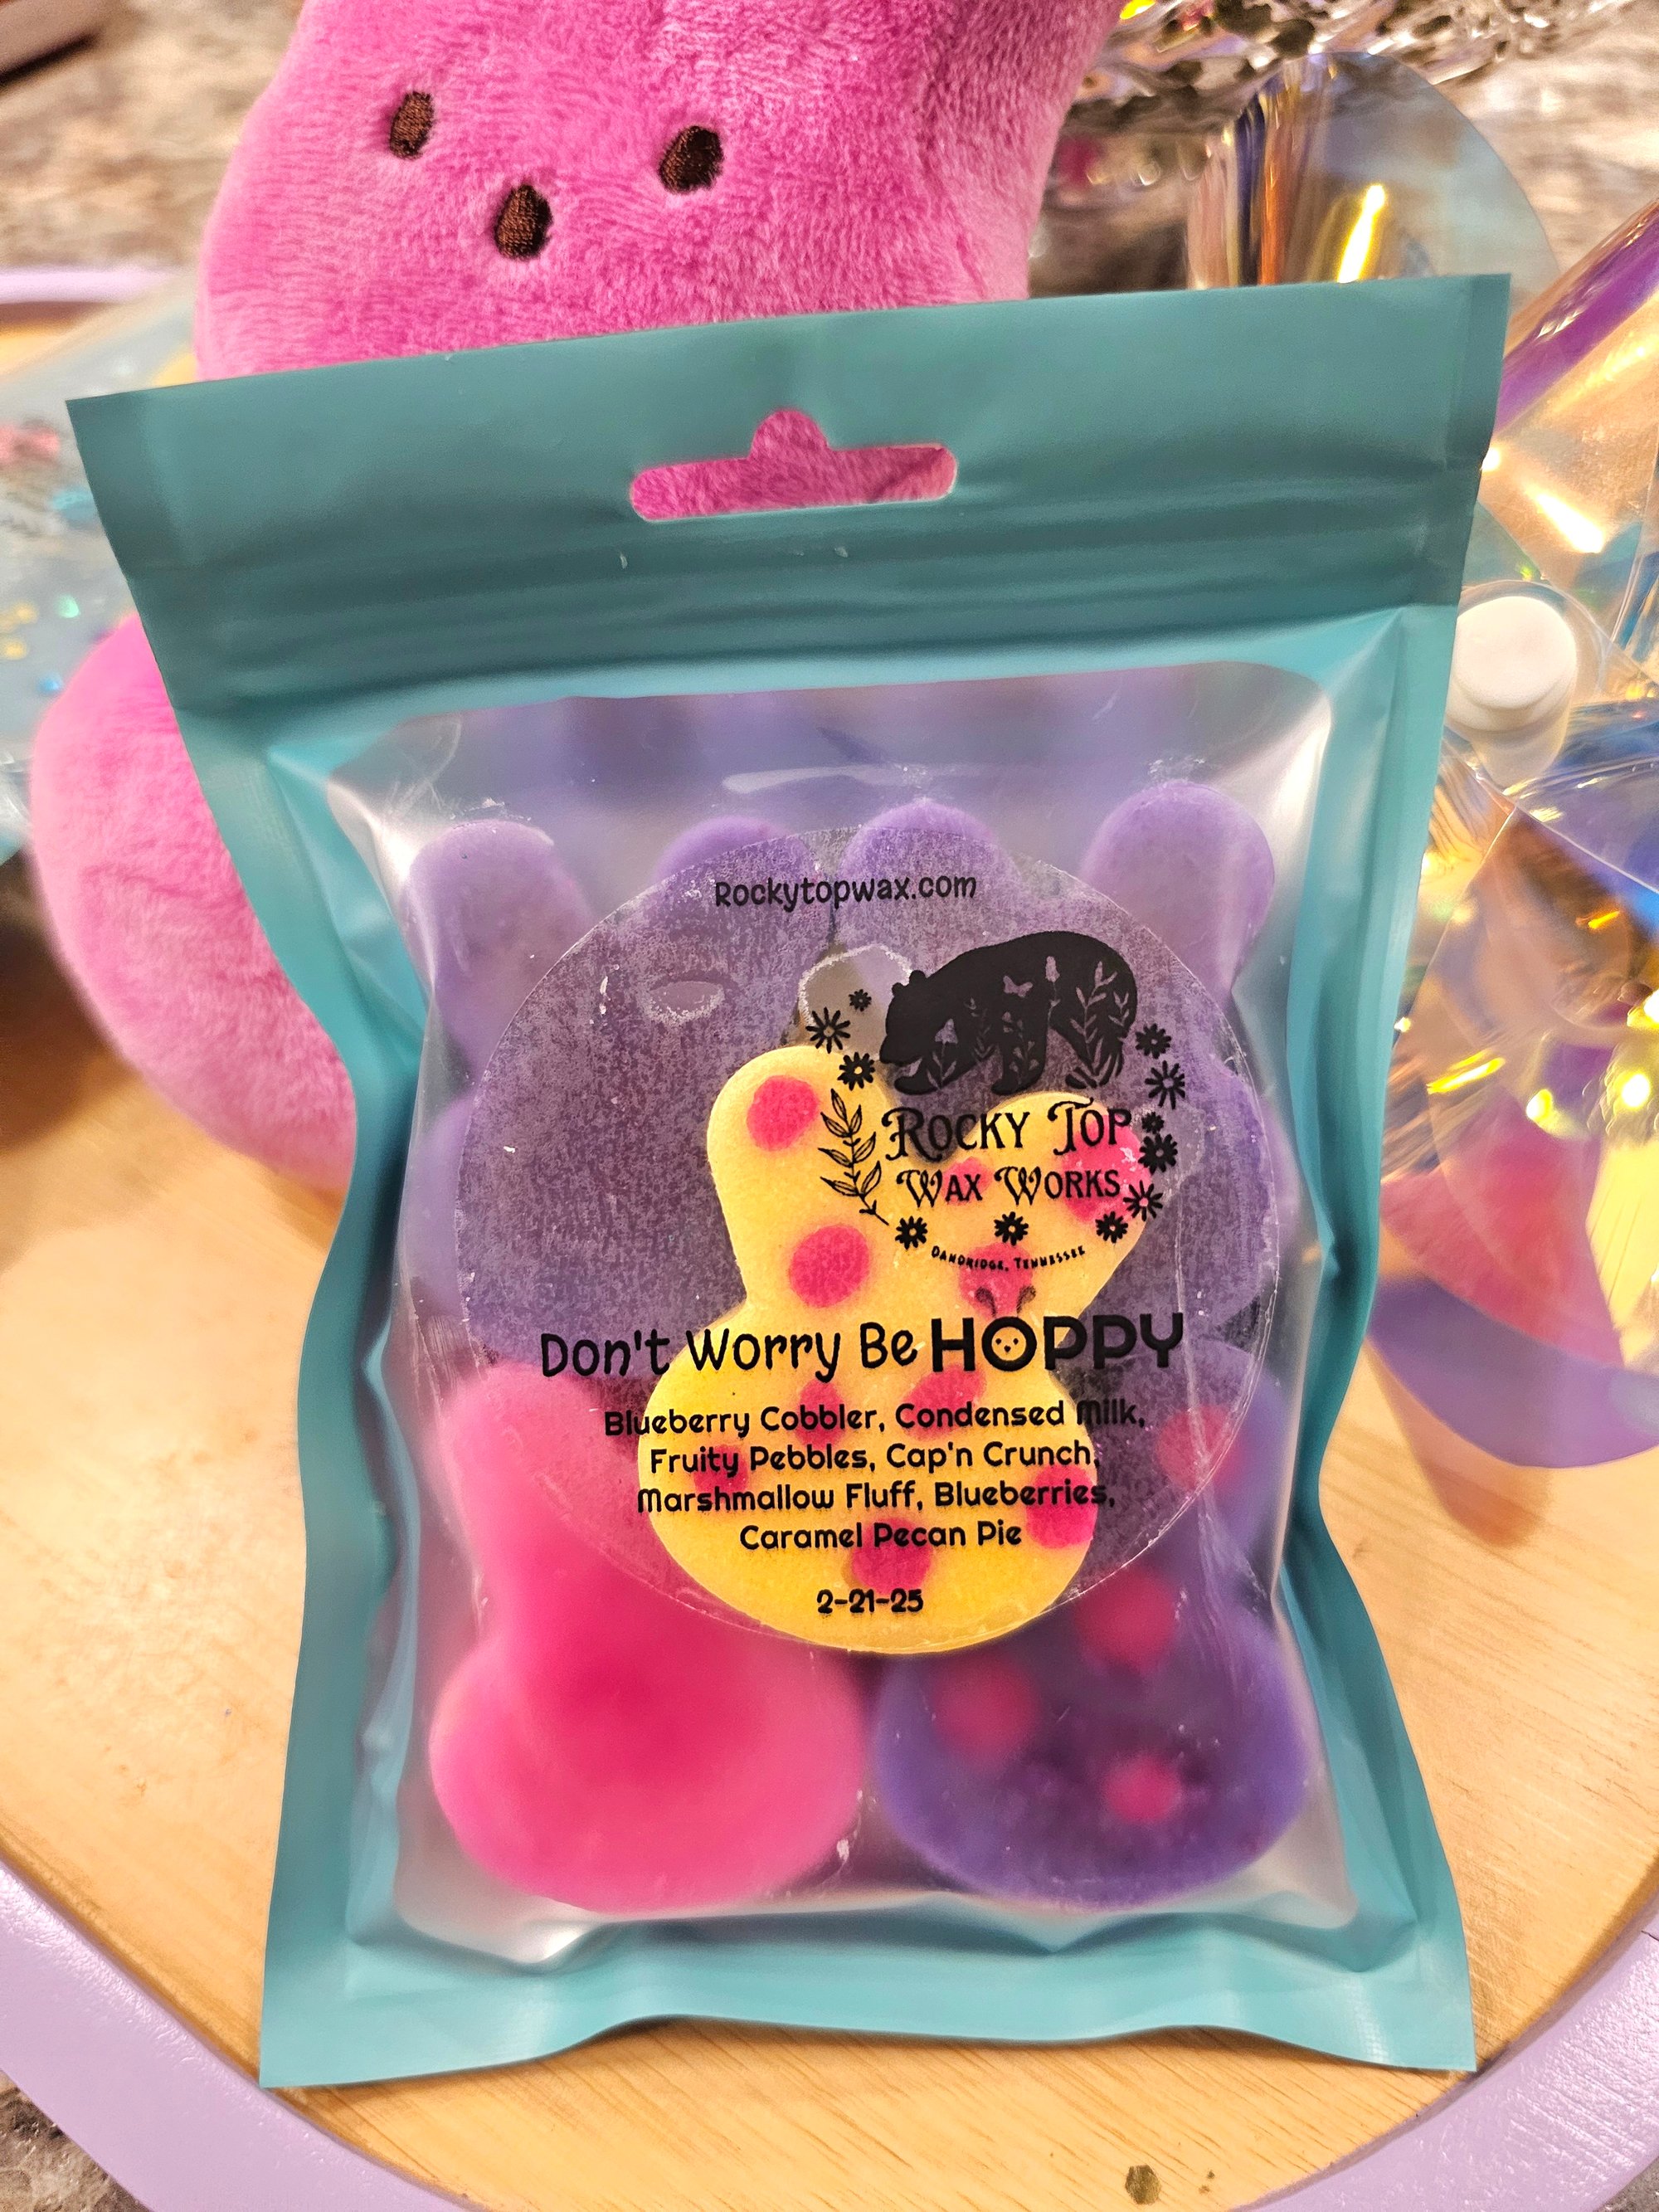 Rockytopwax.com
Rocky Top
Wax Works
Dandridge, Tennessee
Don't Worry Be HOPPY
Blueberry Cobbler, Condensed Milk,
Fruity Pebbles, Cap'n Crunch,
Marshmallow Fluff, Blueberries,
Caramel Pecan Pie
2-21-25